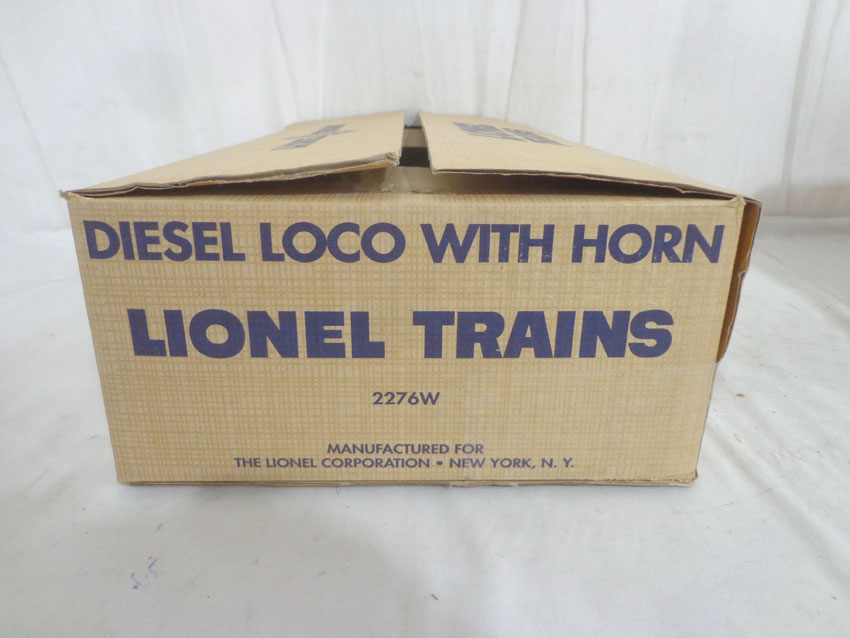 DIESEL LOCO WITH HORN
LIONEL TRAINS
2276W
MANUFACTURED FOR
THE LIONEL CORPORATION • NEW YORK, N. Y.